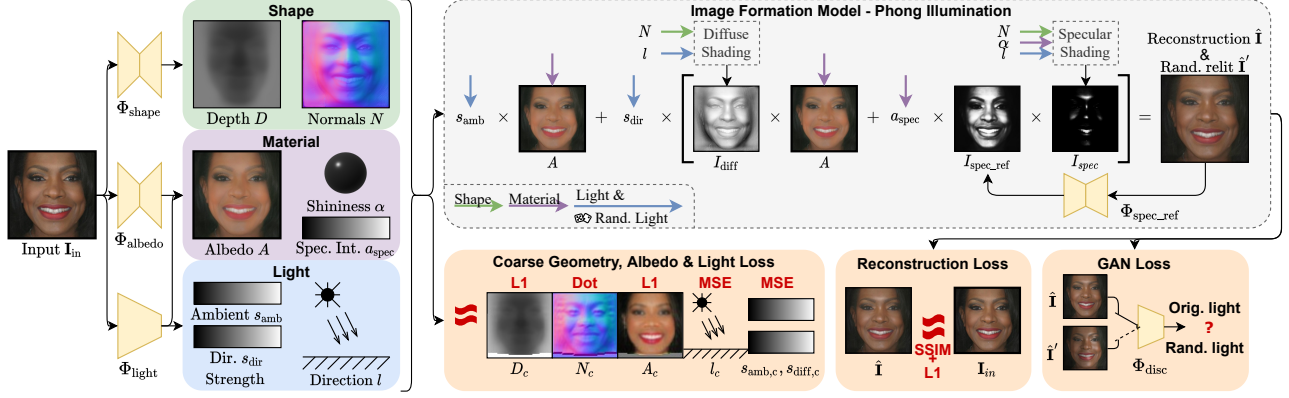 Shape
Φshape
Depth D
Normals N
Material
Input Iin
Φalbedo
Albedo A
Shininess α
Spec. Int. aspec
Light
Φlight
Ambient samb
Dir. sdir
Strength
Direction l
Image Formation Model - Phong Illumination
N
l
Diffuse
Shading
N
α
l
Specular
Shading
Reconstruction Î
&
Rand. relit Î′
samb × A + sdir × [ Idiff × A + aspec × Ispec_ref × Ispec ] =
Shape
Material
Light &
Rand. Light
Φspec_ref
Coarse Geometry, Albedo & Light Loss
L1 Dot L1 MSE MSE
≈
Dc Nc Ac lc samb,c, sdiff,c
Reconstruction Loss
≈
SSIM
+
L1
Î Iin
GAN Loss
Î
Î′
Φdisc
Orig. light
?
Rand. light